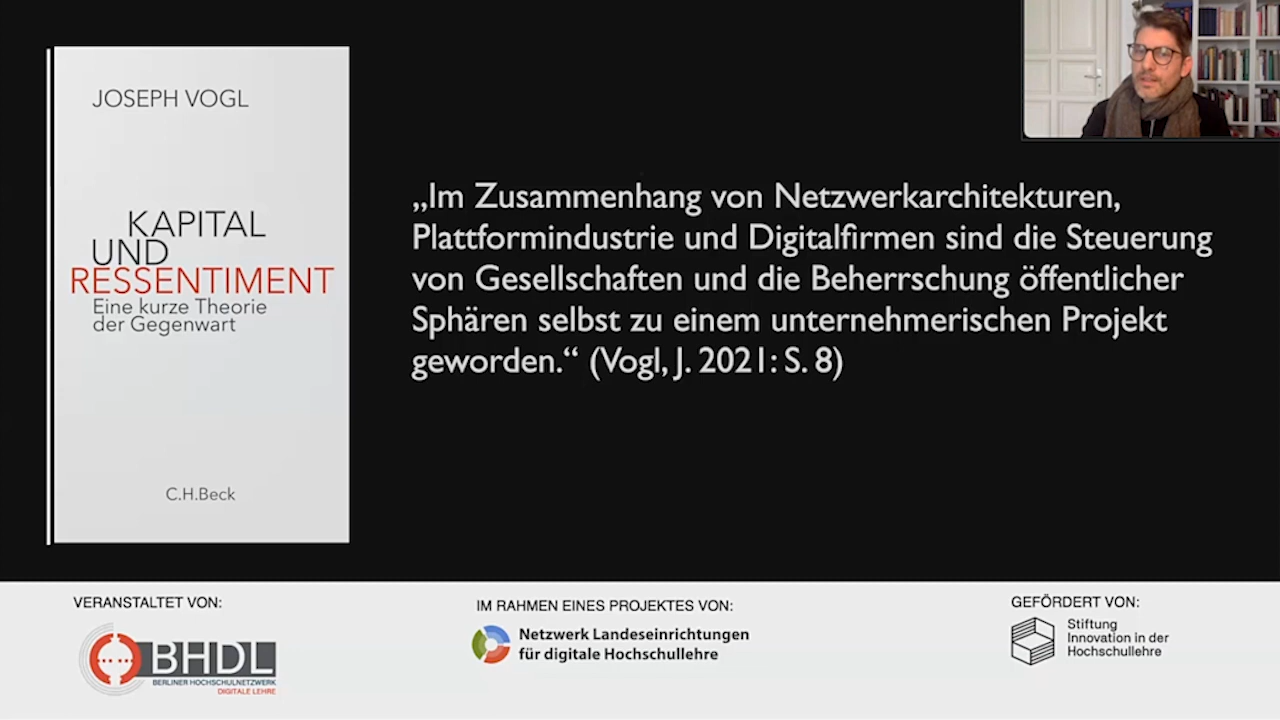 JOSEPH VOGL
KAPITAL
UND
RESSENTIMENT
Eine kurze Theorie
der Gegenwart
C.H.Beck
„Im Zusammenhang von Netzwerkarchitekturen,
Plattformindustrie und Digitalfirmen sind die Steuerung
von Gesellschaften und die Beherrschung öffentlicher
Sphären selbst zu einem unternehmerischen Projekt
geworden.“ (Vogl, J. 2021: S. 8)
VERANSTALTET VON:
BHDL
BERLINER HOCHSCHULNETZWERK
DIGITALE LEHRE
IM RAHMEN EINES PROJEKTES VON:
Netzwerk Landeseinrichtungen
für digitale Hochschullehre
GEFÖRDERT VON:
Stiftung
Innovation in der
Hochschullehre